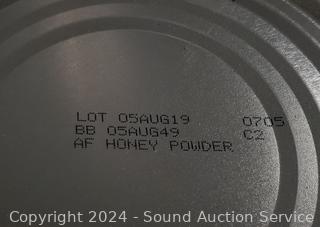 LOT 05AUG19 0705
BB 05AUG49 C2
AF HONEY POWDER
Copyright 2024 - Sound Auction Service